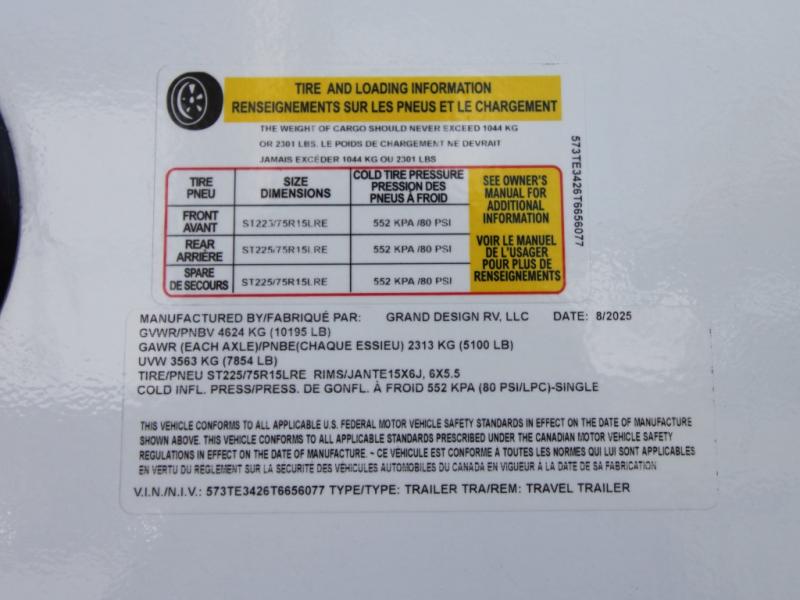 TIRE AND LOADING INFORMATION
RENSEIGNEMENTS SUR LES PNEUS ET LE CHARGEMENT
THE WEIGHT OF CARGO SHOULD NEVER EXCEED 1044 KG
OR 2301 LBS. LE POIDS DE CHARGEMENT NE DEVRAIT
JAMAIS EXCÉDER 1044 KG OU 2301 LBS
TIRE
PNEU
SIZE
DIMENSIONS
COLD TIRE PRESSURE
PRESSION DES
PNEUS À FROID
SEE OWNER'S
MANUAL FOR
ADDITIONAL
INFORMATION
VOIR LE MANUEL
DE L'USAGER
POUR PLUS DE
RENSEIGNEMENTS
FRONT
AVANT
ST225/75R15LRE
552 KPA /80 PSI
REAR
ARRIÈRE
ST225/75R15LRE
552 KPA /80 PSI
SPARE
DE SECOURS
ST225/75R15LRE
552 KPA /80 PSI
573TE3426T6656077
MANUFACTURED BY/FABRIQUÉ PAR: GRAND DESIGN RV, LLC DATE: 8/2025
GVWR/PNBV 4624 KG (10195 LB)
GAWR (EACH AXLE)/PNBE(CHAQUE ESSIEU) 2313 KG (5100 LB)
UVW 3563 KG (7854 LB)
TIRE/PNEU ST225/75R15LRE RIMS/JANTE15X6J, 6X5.5
COLD INFL. PRESS/PRESS. DE GONFL. À FROID 552 KPA (80 PSI/LPC)-SINGLE
THIS VEHICLE CONFORMS TO ALL APPLICABLE U.S. FEDERAL MOTOR VEHICLE SAFETY STANDARDS IN EFFECT ON THE DATE OF MANUFACTURE
SHOWN ABOVE. THIS VEHICLE CONFORMS TO ALL APPLICABLE STANDARDS PRESCRIBED UNDER THE CANADIAN MOTOR VEHICLE SAFETY
REGULATIONS IN EFFECT ON THE DATE OF MANUFACTURE. - CE VÉHICULE EST CONFORME À TOUTES LES NORMES QUI LUI SONT APPLICABLES
EN VERTU DU REGLEMENT SUR LA SECURITE DES VÉHICULES AUTOMOBILES DU CANADA EN VIGUEUR À LA DATE DE SA FABRICATION
V.I.N./N.I.V.: 573TE3426T6656077 TYPE/TYPE: TRAILER TRA/REM: TRAVEL TRAILER